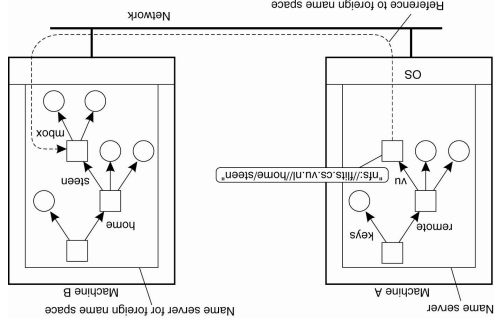 Name server
Name server for foreign name space
Machine A
Machine B
keys
remote
home
vu
steen
"nfs://flits.cs.vu.nl//home/steen"
mbox
OS
Network
Reference to foreign name space